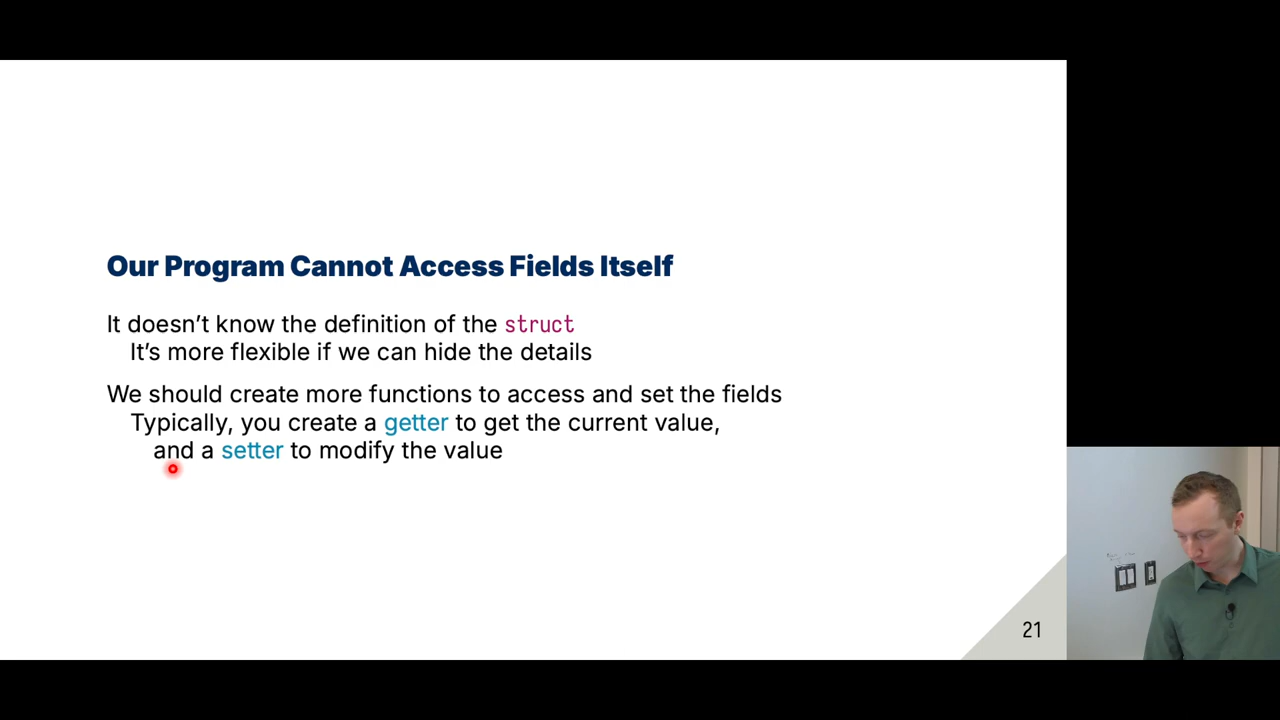 Our Program Cannot Access Fields Itself
It doesn't know the definition of the struct
It's more flexible if we can hide the details
We should create more functions to access and set the fields
Typically, you create a getter to get the current value,
and a setter to modify the value
21